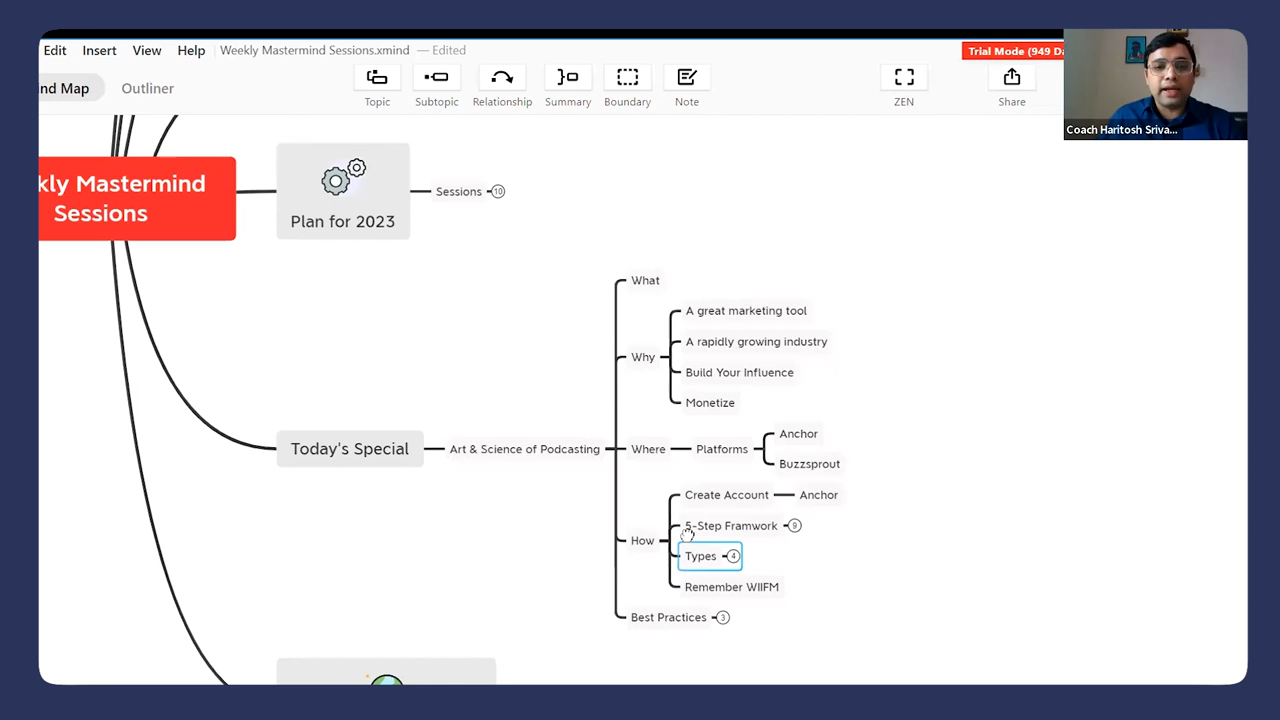 Edit Insert View Help Weekly Mastermind Sessions.xmind — Edited
Trial Mode (949 Da
nd Map Outliner
Topic Subtopic Relationship Summary Boundary Note ZEN Share
Coach Haritosh Sriva...
kly Mastermind
Sessions
Plan for 2023
Sessions 10
What
Why
A great marketing tool
A rapidly growing industry
Build Your Influence
Monetize
Today's Special
Art & Science of Podcasting
Where
Platforms
Anchor
Buzzsprout
How
Create Account
Anchor
5-Step Framwork 9
Types 4
Remember WIIFM
Best Practices 3